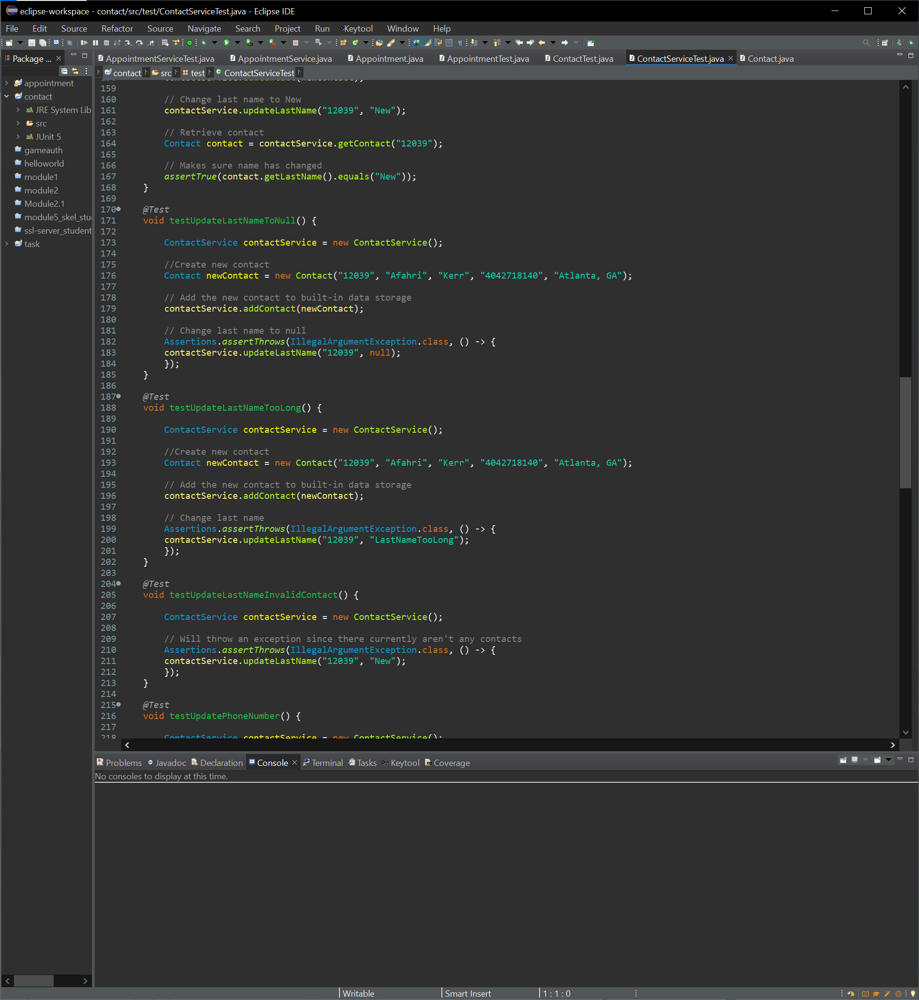 eclipse-workspace - contact/src/test/ContactServiceTest.java - Eclipse IDE
File Edit Source Refactor Source Navigate Search Project Run Keytool Window Help
Package ... AppointmentServiceTest.java AppointmentService.java Appointment.java AppointmentTest.java ContactTest.java ContactServiceTest.java Contact.java
contact src test ContactServiceTest
appointment
contact
JRE System Lib
src
JUnit 5
gameauth
helloworld
module1
module2
Module2.1
module5_skel_stu
ssl-server_student
task
159
160 // Change last name to New
161 contactService.updateLastName("12039", "New");
162
163 // Retrieve contact
164 Contact contact = contactService.getContact("12039");
165
166 // Makes sure name has changed
167 assertTrue(contact.getLastName().equals("New"));
168 }
169
170 @Test
171 void testUpdateLastNameToNull() {
172
173 ContactService contactService = new ContactService();
174
175 //Create new contact
176 Contact newContact = new Contact("12039", "Afahri", "Kerr", "4042718140", "Atlanta, GA");
177
178 // Add the new contact to built-in data storage
179 contactService.addContact(newContact);
180
181 // Change last name to null
182 Assertions.assertThrows(IllegalArgumentException.class, () -> {
183 contactService.updateLastName("12039", null);
184 });
185 }
186
187 @Test
188 void testUpdateLastNameTooLong() {
189
190 ContactService contactService = new ContactService();
191
192 //Create new contact
193 Contact newContact = new Contact("12039", "Afahri", "Kerr", "4042718140", "Atlanta, GA");
194
195 // Add the new contact to built-in data storage
196 contactService.addContact(newContact);
197
198 // Change last name
199 Assertions.assertThrows(IllegalArgumentException.class, () -> {
200 contactService.updateLastName("12039", "LastNameTooLong");
201 });
202 }
203
204 @Test
205 void testUpdateLastNameInvalidContact() {
206
207 ContactService contactService = new ContactService();
208
209 // Will throw an exception since there currently aren't any contacts
210 Assertions.assertThrows(IllegalArgumentException.class, () -> {
211 contactService.updateLastName("12039", "New");
212 });
213 }
214
215 @Test
216 void testUpdatePhoneNumber() {
217
218 ContactService contactService = new ContactService();
Problems Javadoc Declaration Console Terminal Tasks Keytool Coverage
No consoles to display at this time.
Writable Smart Insert 1 : 1 : 0